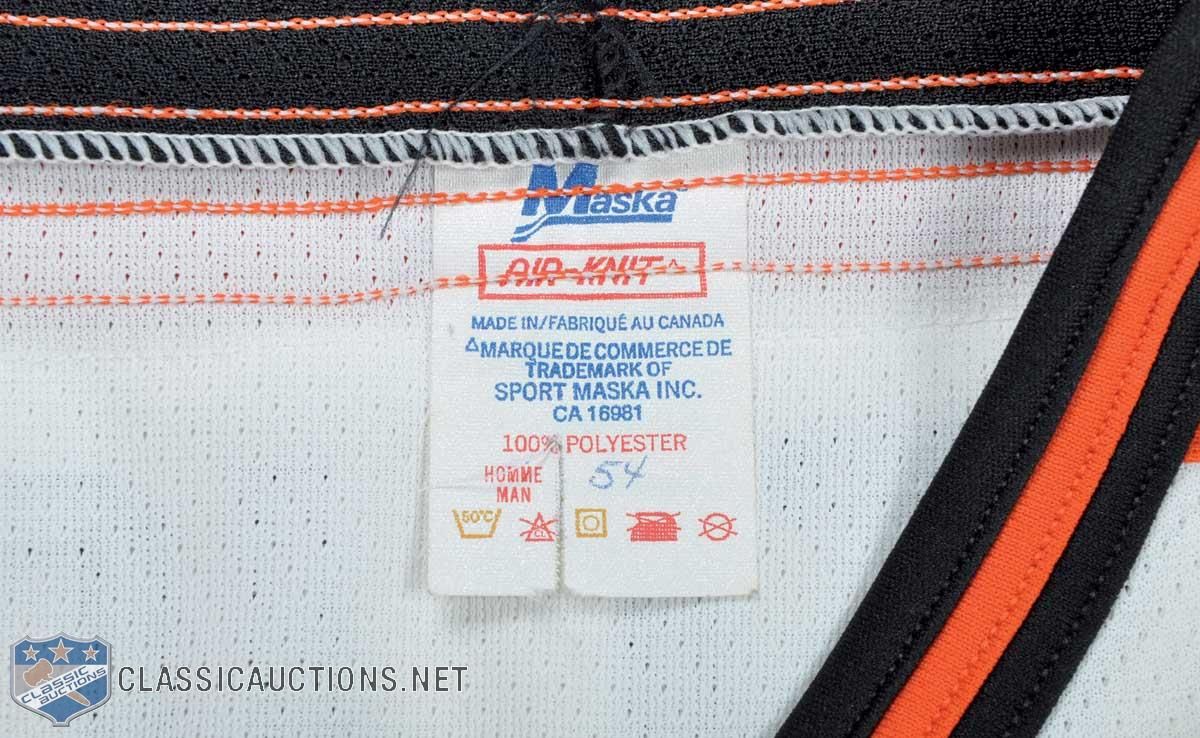 Maska
AIR-KNIT△
MADE IN/FABRIQUÉ AU CANADA
△MARQUE DE COMMERCE DE
TRADEMARK OF
SPORT MASKA INC.
CA 16981
100% POLYESTER
HOMME
MAN
54
50°C
CL
CLASSIC
AUCTIONS
CLASSICAUCTIONS.NET